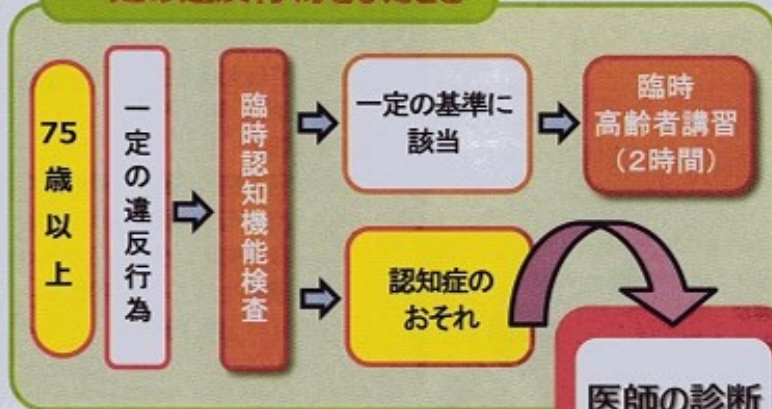 75歳以上
一定の違反行為
臨時認知機能検査
一定の基準に
該当
臨時
高齢者講習
（2時間）
認知症の
おそれ
医師の診断